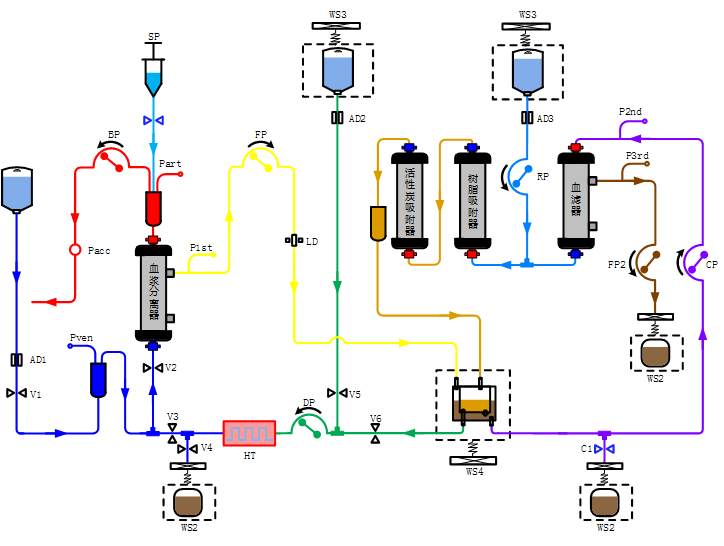 WS3
WS3
SP
P2nd
AD2
AD3
BP
FP
Part
P3rd
RP
活性炭吸附器
树脂吸附器
血滤器
Pacc
P1st
LD
血浆分离器
FP2
CP
Pven
AD1
V2
V1
V5
WS2
DP
V3
V6
V4
HT
C1
WS4
WS2
WS2